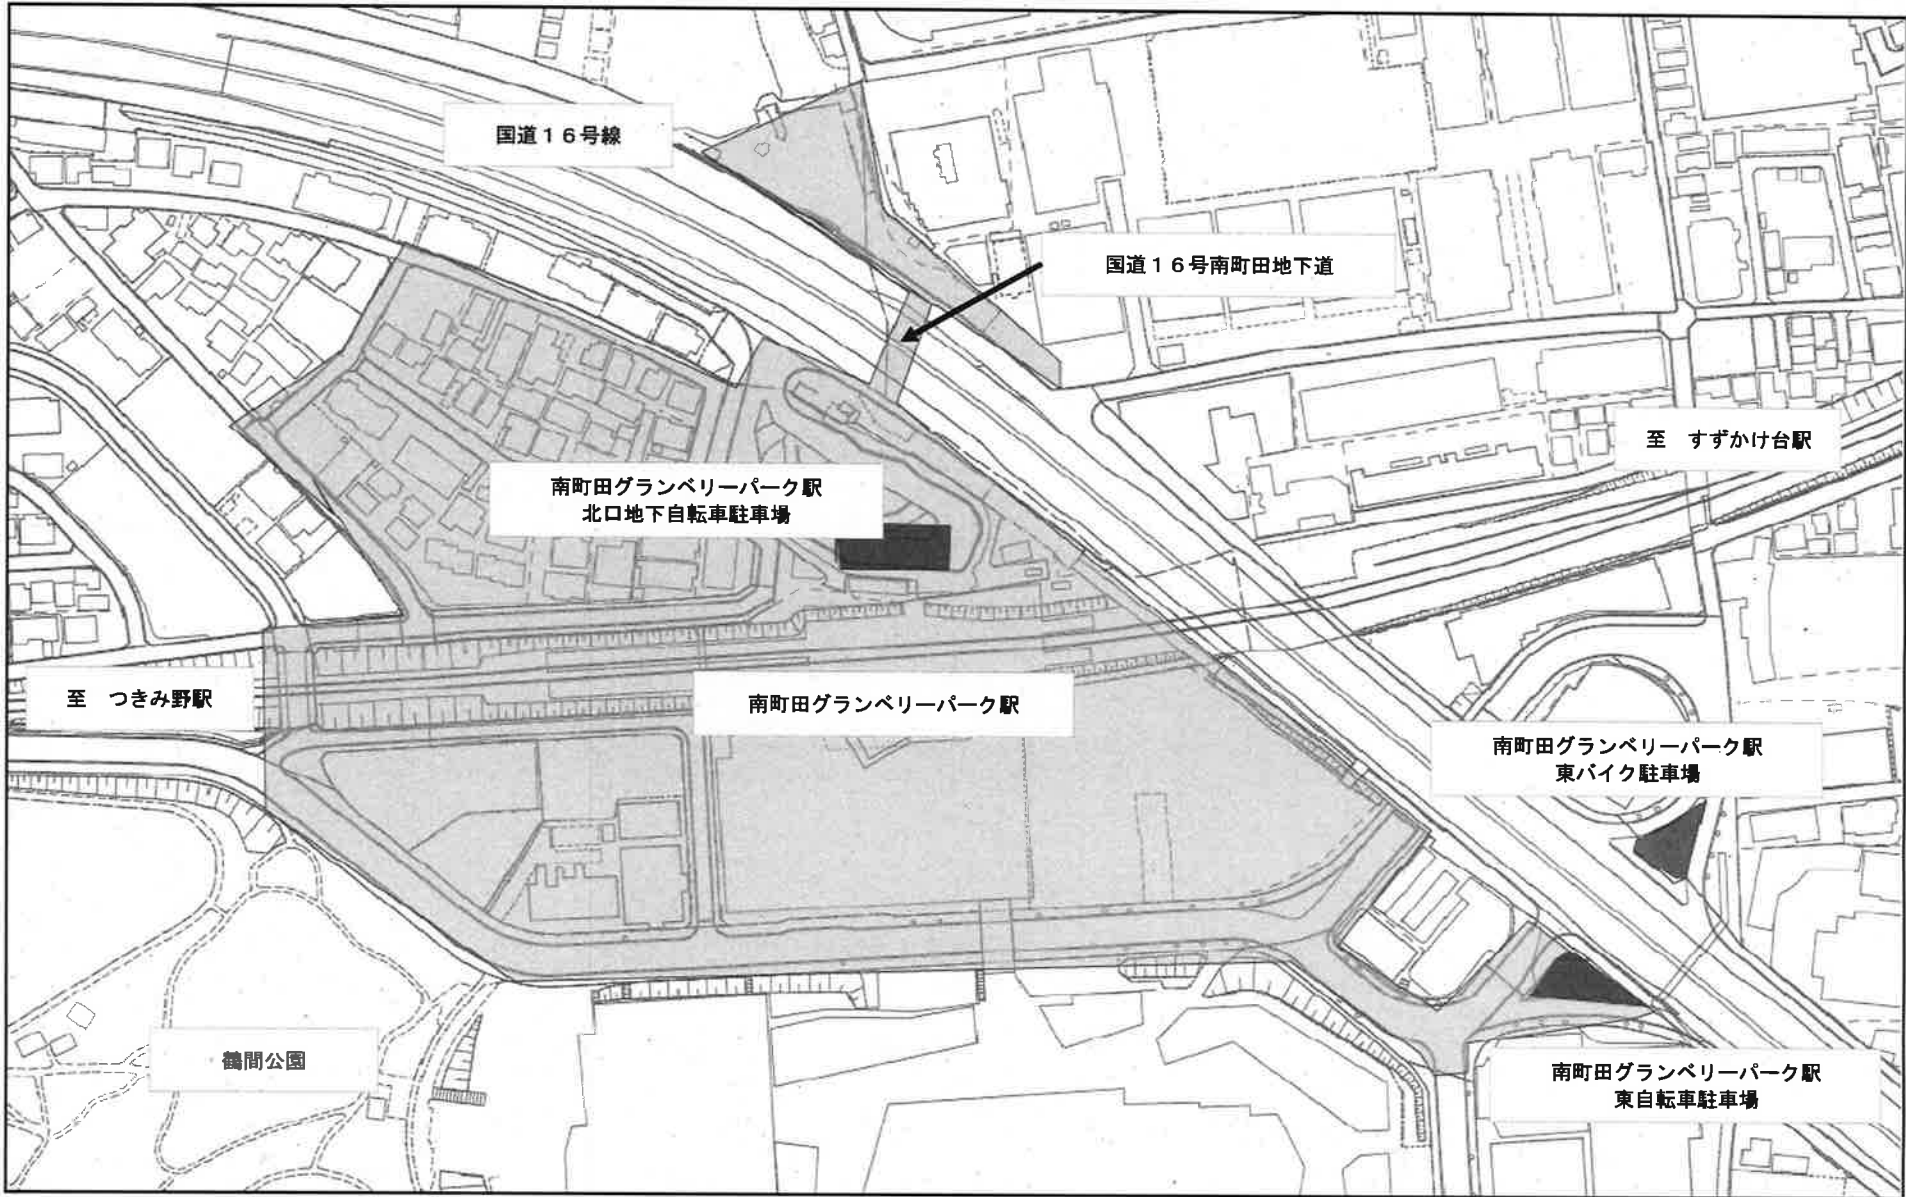 国道１６号線
国道１６号南町田地下道
至　すずかけ台駅
南町田グランベリーパーク駅
北口地下自転車駐車場
至　つきみ野駅
南町田グランベリーパーク駅
南町田グランベリーパーク駅
東バイク駐車場
鶴間公園
南町田グランベリーパーク駅
東自転車駐車場